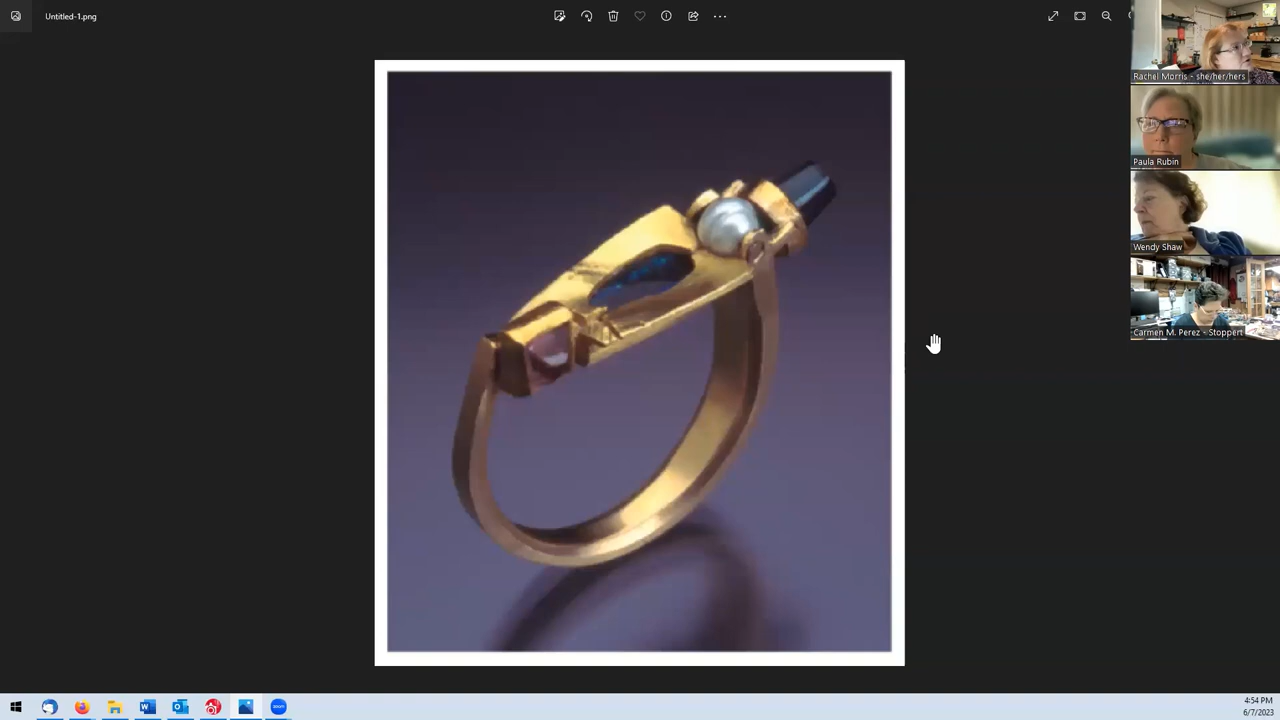 Untitled-1.png
Rachel Morris - she/her/hers
Paula Rubin
Wendy Shaw
Carmen M. Perez - Stoppert
zoom
4:54 PM
6/7/2023